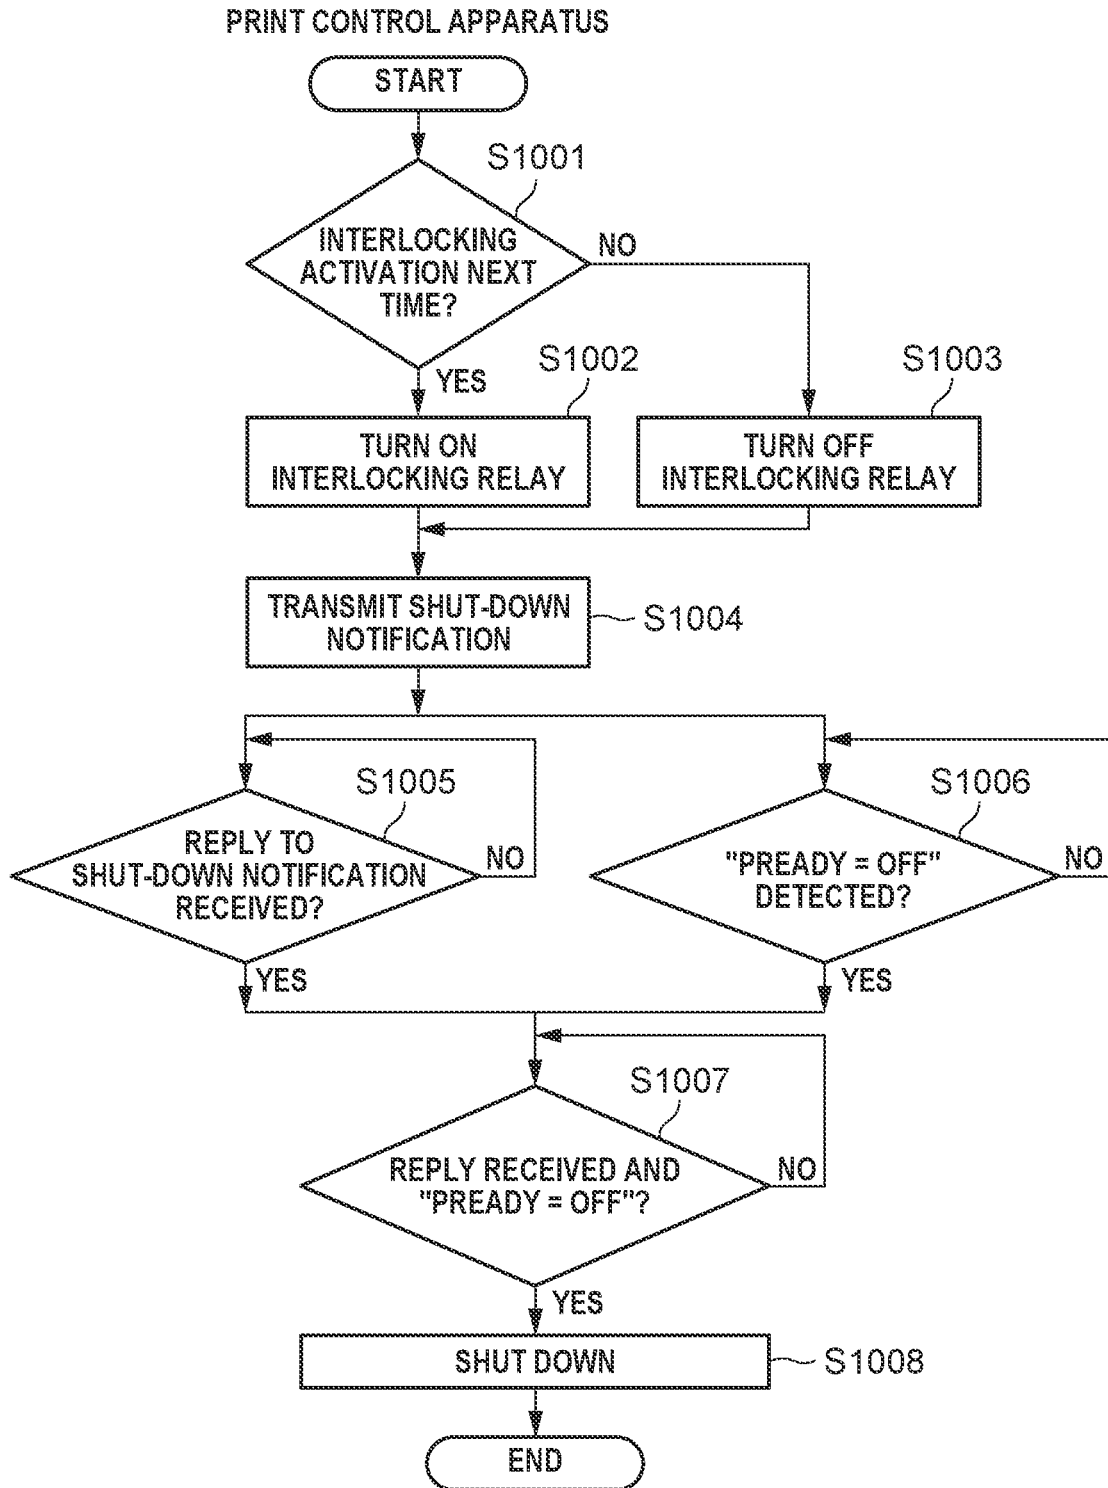 PRINT CONTROL APPARATUS
START
S1001
INTERLOCKING
ACTIVATION NEXT
TIME?
NO
YES
S1002
TURN ON
INTERLOCKING RELAY
S1003
TURN OFF
INTERLOCKING RELAY
TRANSMIT SHUT-DOWN
NOTIFICATION
S1004
S1005
REPLY TO
SHUT-DOWN NOTIFICATION
RECEIVED?
NO
YES
S1006
"PREADY = OFF"
DETECTED?
NO
YES
S1007
REPLY RECEIVED AND
"PREADY = OFF"?
NO
YES
SHUT DOWN
S1008
END